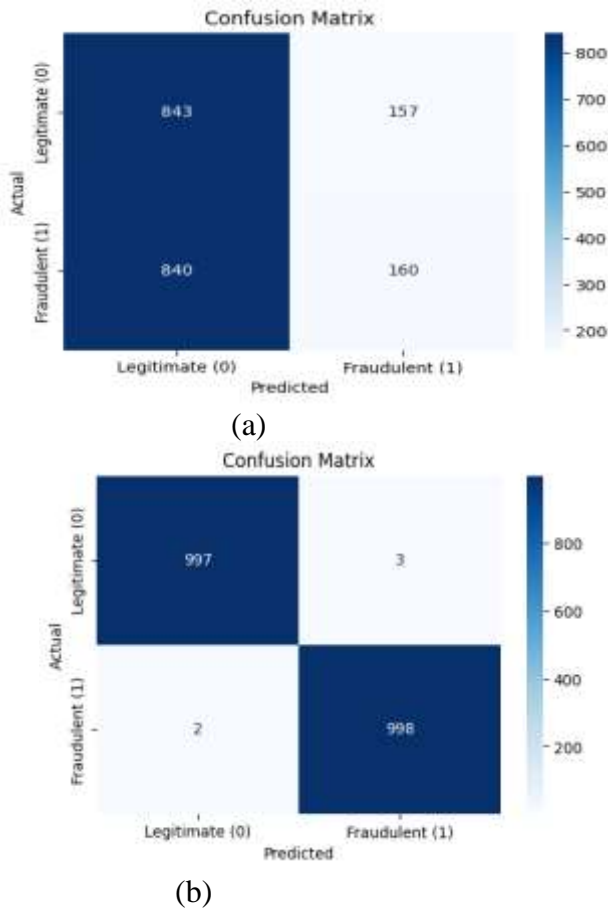 Confusion Matrix
Legitimate (0)
843
157
800
700
600
500
400
300
200
Actual
Fraudulent (1)
840
160
Legitimate (0)
Fraudulent (1)
Predicted
(a)
Confusion Matrix
Legitimate (0)
997
3
800
600
400
200
Actual
Fraudulent (1)
2
998
Legitimate (0)
Fraudulent (1)
Predicted
(b)